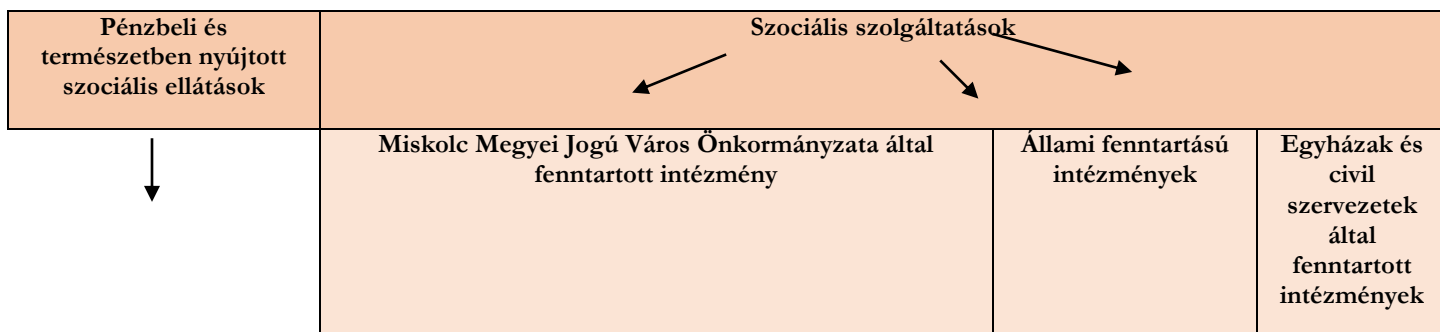 Pénzbeli és
természetben nyújtott
szociális ellátások
Szociális szolgáltatások
Miskolc Megyei Jogú Város Önkormányzata által
fenntartott intézmény
Állami fenntartású
intézmények
Egyházak és
civil
szervezetek
által
fenntartott
intézmények